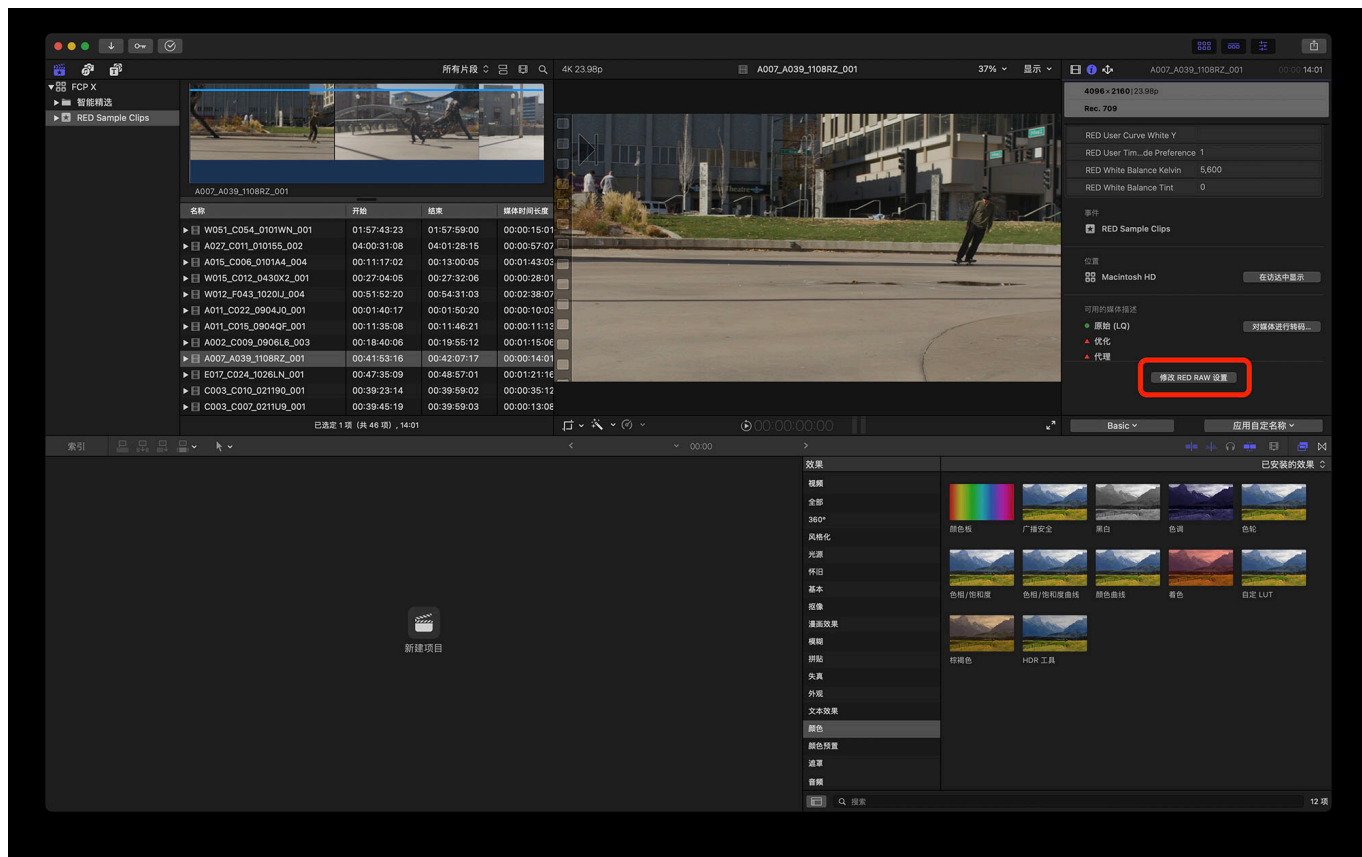 所有片段
4K 23.98p
A007_A039_1108RZ_001
37%
显示
A007_A039_1108RZ_001
00:00:14:01
FCP X
智能精选
RED Sample Clips
A007_A039_1108RZ_001
名称 开始 结束 媒体时间长度
W051_C054_0101WN_001 01:57:43:23 01:57:59:00 00:00:15:01
A027_C011_010155_002 04:00:31:08 04:01:28:15 00:00:57:07
A015_C006_0101A4_004 00:11:17:02 00:13:00:05 00:01:43:03
W015_C012_0430X2_001 00:27:04:05 00:27:32:06 00:00:28:01
W012_F043_1020IJ_004 00:51:52:20 00:54:31:03 00:02:38:07
A011_C022_0904J0_001 00:01:40:17 00:01:50:20 00:00:10:03
A011_C015_0904QF_001 00:11:35:08 00:11:46:21 00:00:11:13
A002_C009_0906L6_003 00:18:40:06 00:19:55:12 00:01:15:06
A007_A039_1108RZ_001 00:41:53:16 00:42:07:17 00:00:14:01
E017_C024_1026LN_001 00:47:35:09 00:48:57:01 00:01:21:16
C003_C010_021190_001 00:39:23:14 00:39:59:02 00:00:35:12
C003_C007_0211U9_001 00:39:45:19 00:39:59:03 00:00:13:08
已选定 1 项 (共 46 项) , 14:01
00:00:00:00
4096 × 2160 | 23.98p
Rec. 709
RED User Curve White Y
RED User Tim...de Preference 1
RED White Balance Kelvin 5,600
RED White Balance Tint 0
事件
RED Sample Clips
位置
Macintosh HD 在访达中显示
可用的媒体描述
原始 (LQ) 对媒体进行转码...
优化
代理
修改 RED RAW 设置
Basic 应用自定名称
索引
00:00
新建项目
效果
已安装的效果
视频
全部
360°
风格化
光源
怀旧
基本
抠像
漫画效果
模糊
拼贴
失真
外观
文本效果
颜色
颜色预置
遮罩
音频
颜色板 广播安全 黑白 色调 色轮
色相/饱和度 色相/饱和度曲线 颜色曲线 着色 自定 LUT
棕褐色 HDR 工具
搜索
12 项